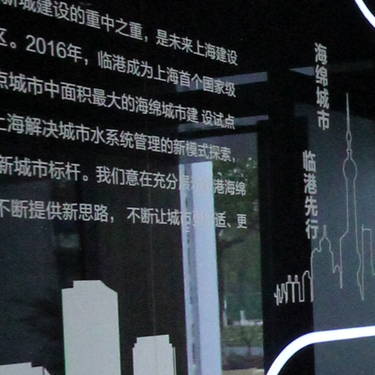 新城建设的重中之重，是未来上海建设
区。2016年，临港成为上海首个国家级
点城市中面积最大的海绵城市建 设试点
上海解决城市水系统管理的新模式探索，
新城市标杆。我们意在充分 港海绵
不断提供新思路， 不断让城 适、更
海绵城市
临港先行